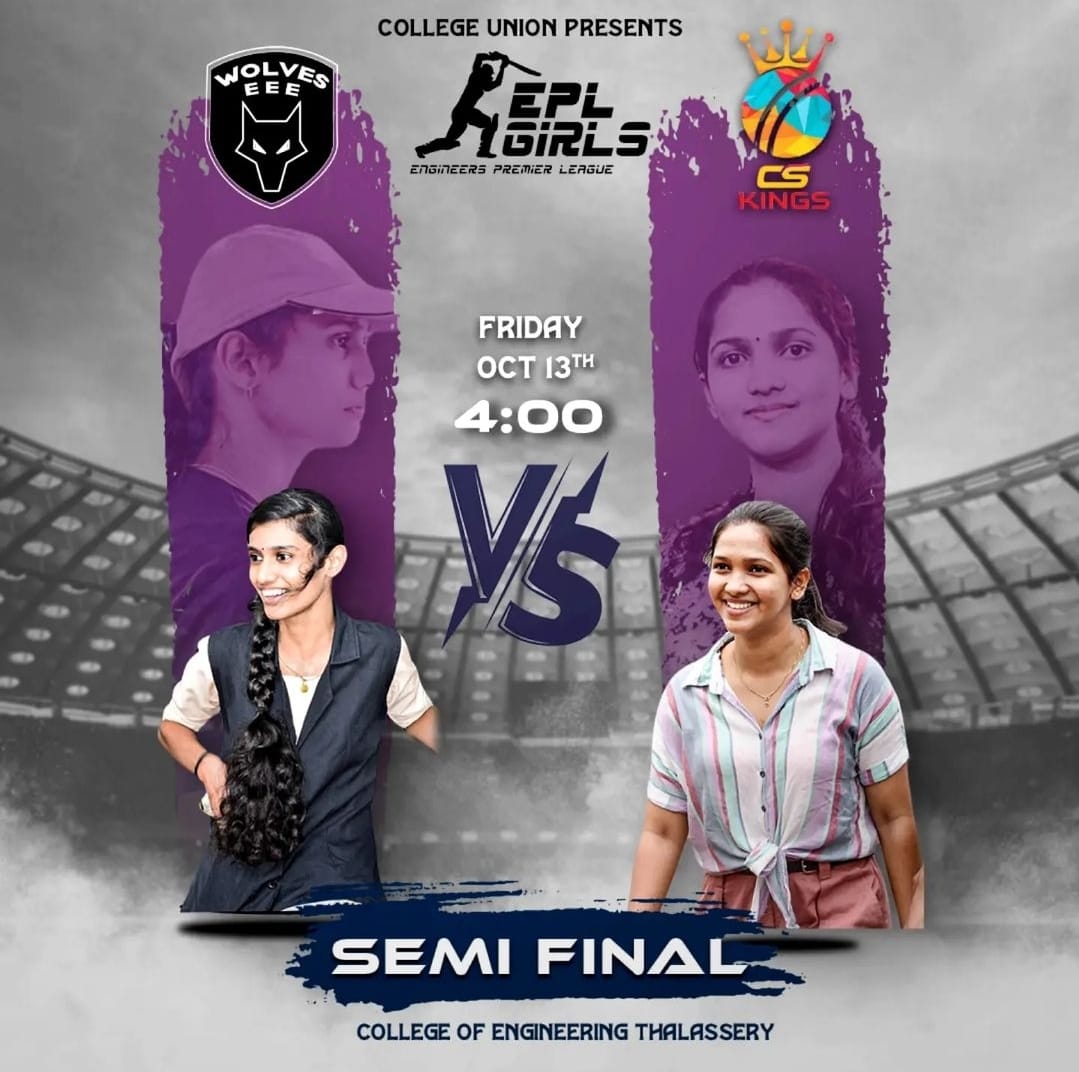 COLLEGE UNION PRESENTS
WOLVES
EEE
EPL
GIRLS
ENGINEERS PREMIER LEAGUE
CS
KINGS
FRIDAY
OCT 13TH
4:00
VS
SEMI FINAL
COLLEGE OF ENGINEERING THALASSERY